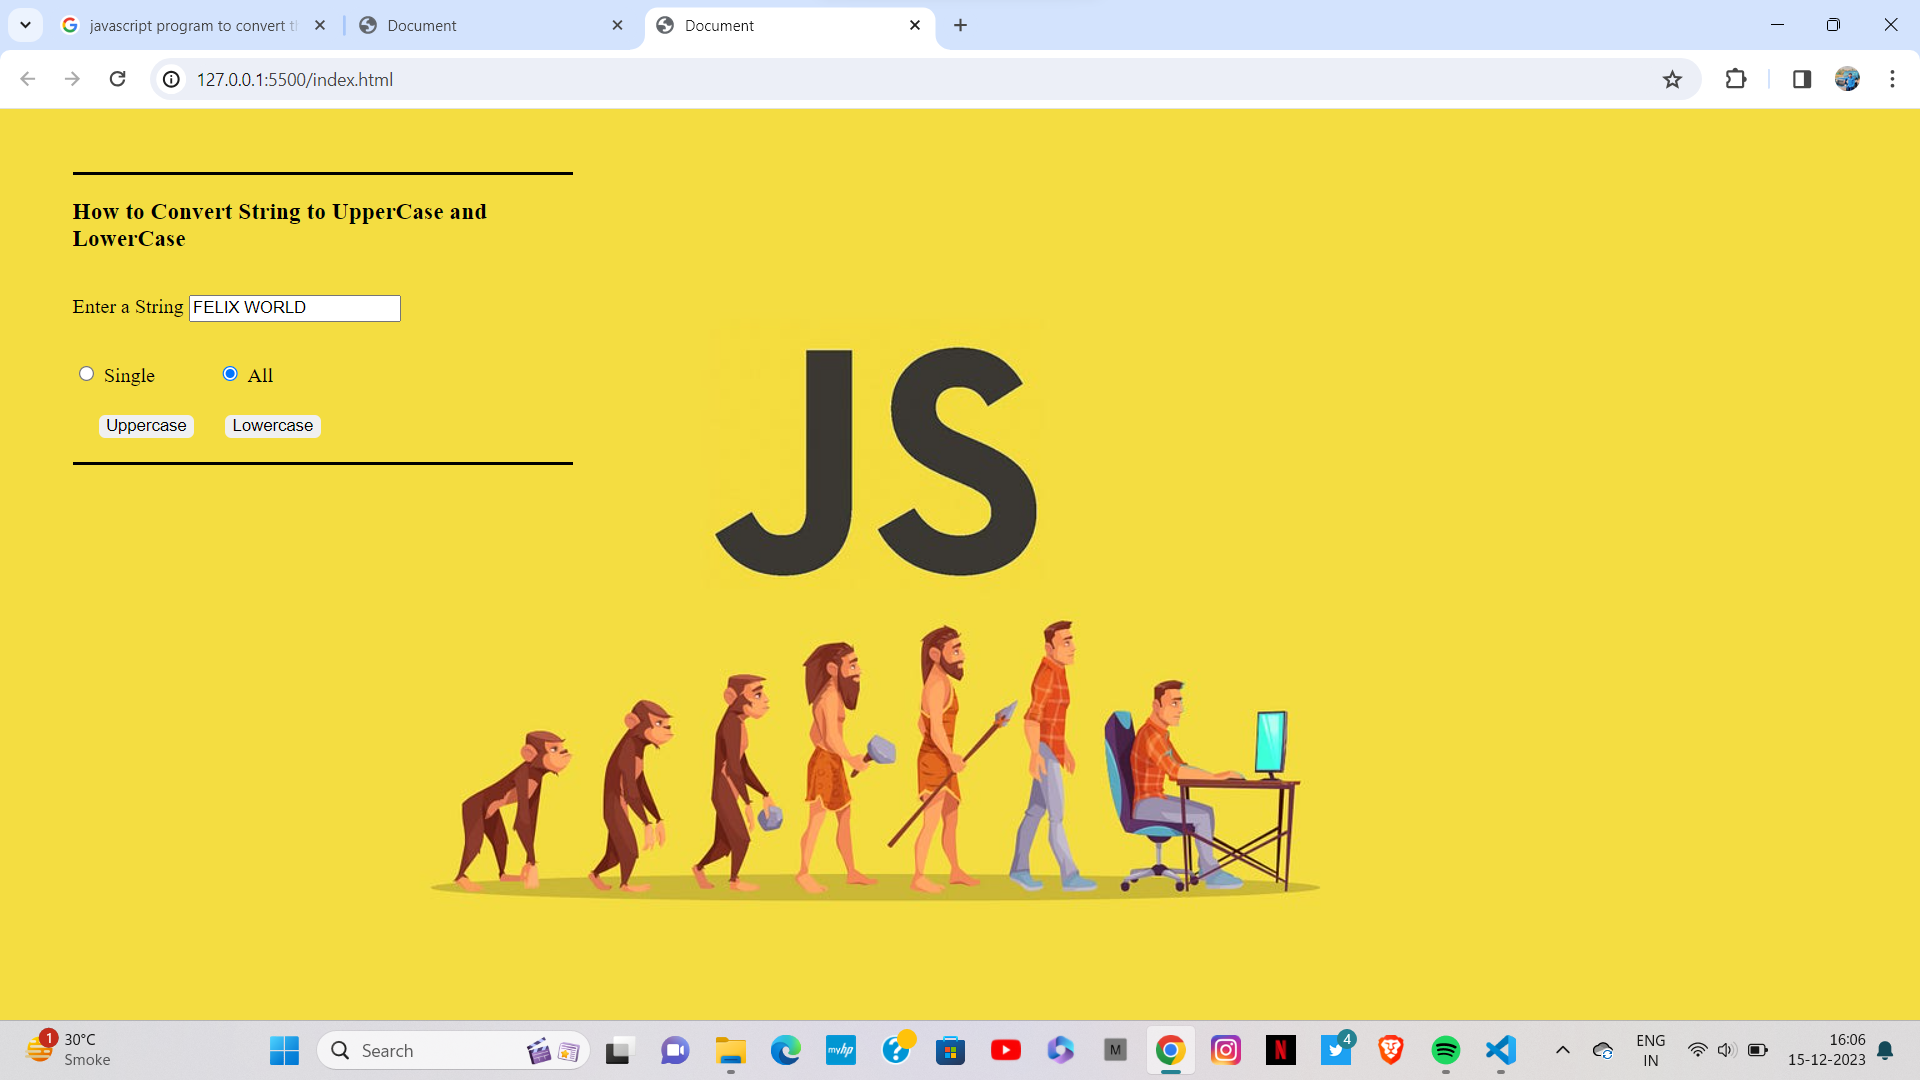 javascript program to convert th
Document
Document
127.0.0.1:5500/index.html
How to Convert String to UpperCase and
LowerCase
Enter a String FELIX WORLD
Single All
Uppercase Lowercase
JS
1
30°C
Smoke
Search
myhp
M
N
4
ENG
IN
16:06
15-12-2023